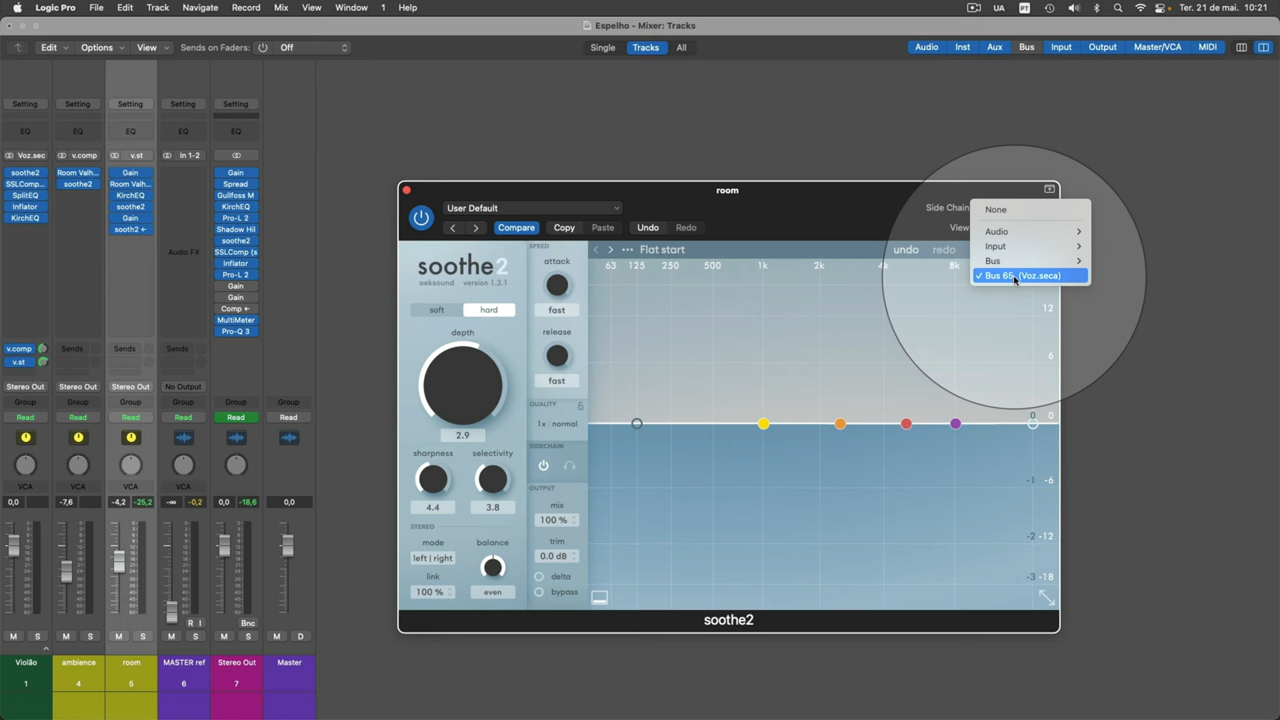 Logic Pro File Edit Track Navigate Record Mix View Window 1 Help UA PT Ter. 21 de mai. 10:21
Espelho - Mixer: Tracks
Edit Options View Sends on Faders: Off Single Tracks All Audio Inst Aux Bus Input Output Master/VCA MIDI
Setting Setting Setting Setting Setting
EQ EQ EQ EQ EQ
Voz.sec v.comp v.st In 1-2
soothe2 Room Valh... Gain Gain
SSLComp... soothe2 Room Valh... Spread
SplitEQ KirchEQ Gullfoss M
Inflator soothe2 KirchEQ
KirchEQ Gain Pro-L 2
sooth2 ← Shadow Hil
soothe2
Audio FX SSLComp (s
Inflator
Pro-L 2
Gain
Gain
Comp ←
MultiMeter
Pro-Q 3
v.comp Sends Sends Sends Sends
v.st
Stereo Out Stereo Out Stereo Out No Output
Group Group Group Group Group Group
Read Read Read Read Read Read
VCA VCA VCA VCA VCA
0,0 -7,6 -4,2 -25,2 -∞ -0,2 0,0 -18,6 0,0
R I Bnc
M S M S M S M S M S M D
Violão ambience room MASTER ref Stereo Out Master
1 4 5 6 7
room
User Default Side Chain
Compare Copy Paste Undo Redo View
None
Audio
Input
Bus
✓ Bus 65 (Voz.seca)
soothe2
oeksound version 1.3.1
soft hard
depth
2.9
sharpness selectivity
4.4 3.8
STEREO
mode balance
left | right
link
100 % even
SPEED
attack
fast
release
fast
QUALITY
1x : normal
SIDECHAIN
OUTPUT
mix
100 %
trim
0.0 dB
delta
bypass
Flat start undo redo
63 125 250 500 1k 2k 4k 8k
12
6
0 0
-1 -6
-2 -12
-3 -18
soothe2